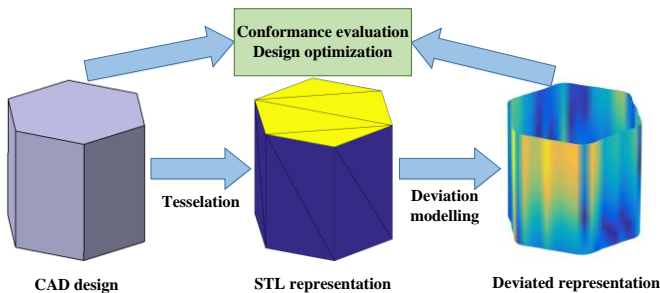 Conformance evaluation
Design optimization
Tesselation
Deviation
modelling
CAD design
STL representation
Deviated representation